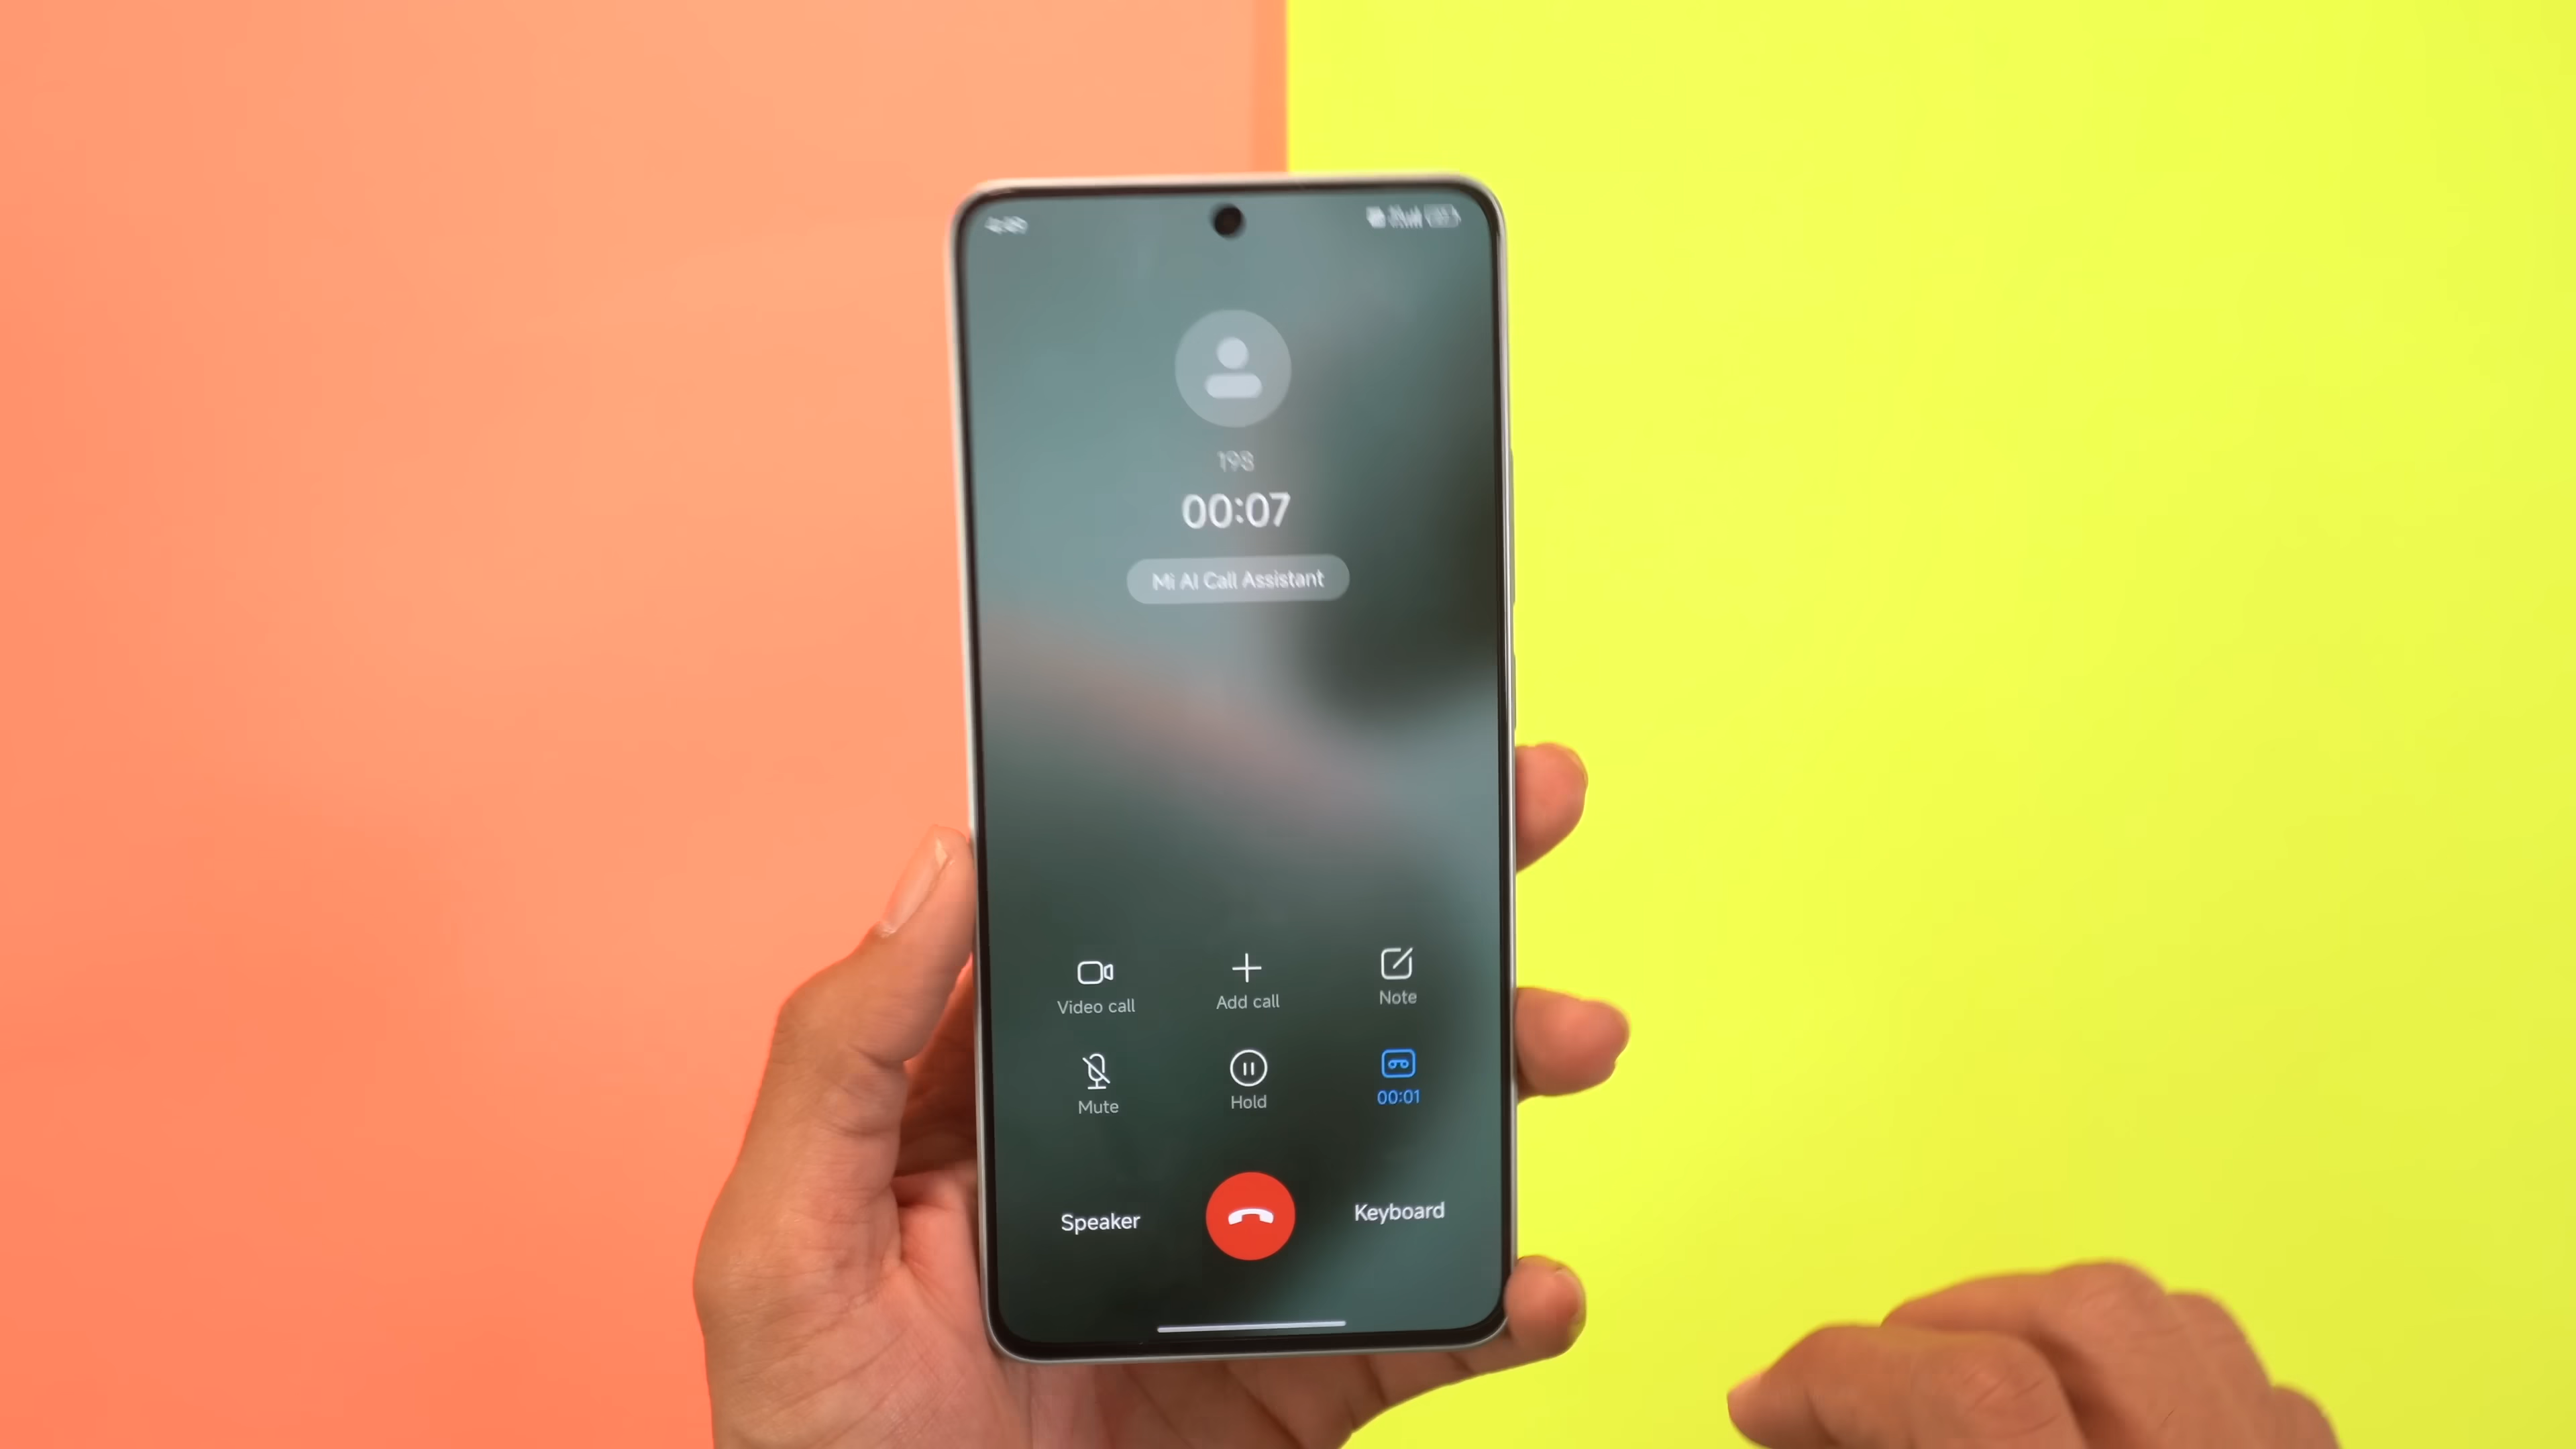 198
00:07
Mi AI Call Assistant
Video call
Add call
Note
Mute
Hold
00:01
Speaker
Keyboard